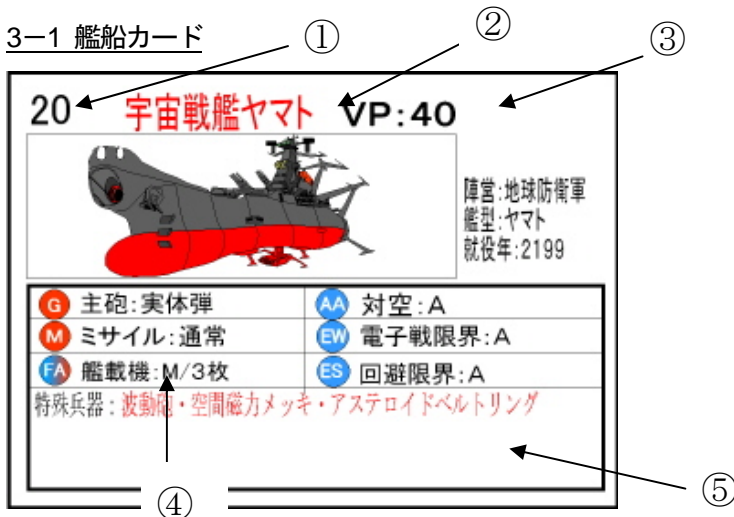 3－1 艦船カード
① ② ③
20 宇宙戦艦ヤマト VP:40
陣営:地球防衛軍
艦型:ヤマト
就役年:2199
G 主砲:実体弾 AA 対空:A
M ミサイル:通常 EW 電子戦限界:A
FA 艦載機:M/3枚 ES 回避限界:A
特殊兵器：波動砲・空間磁力メッキ・アステロイドベルトリング
④ ⑤